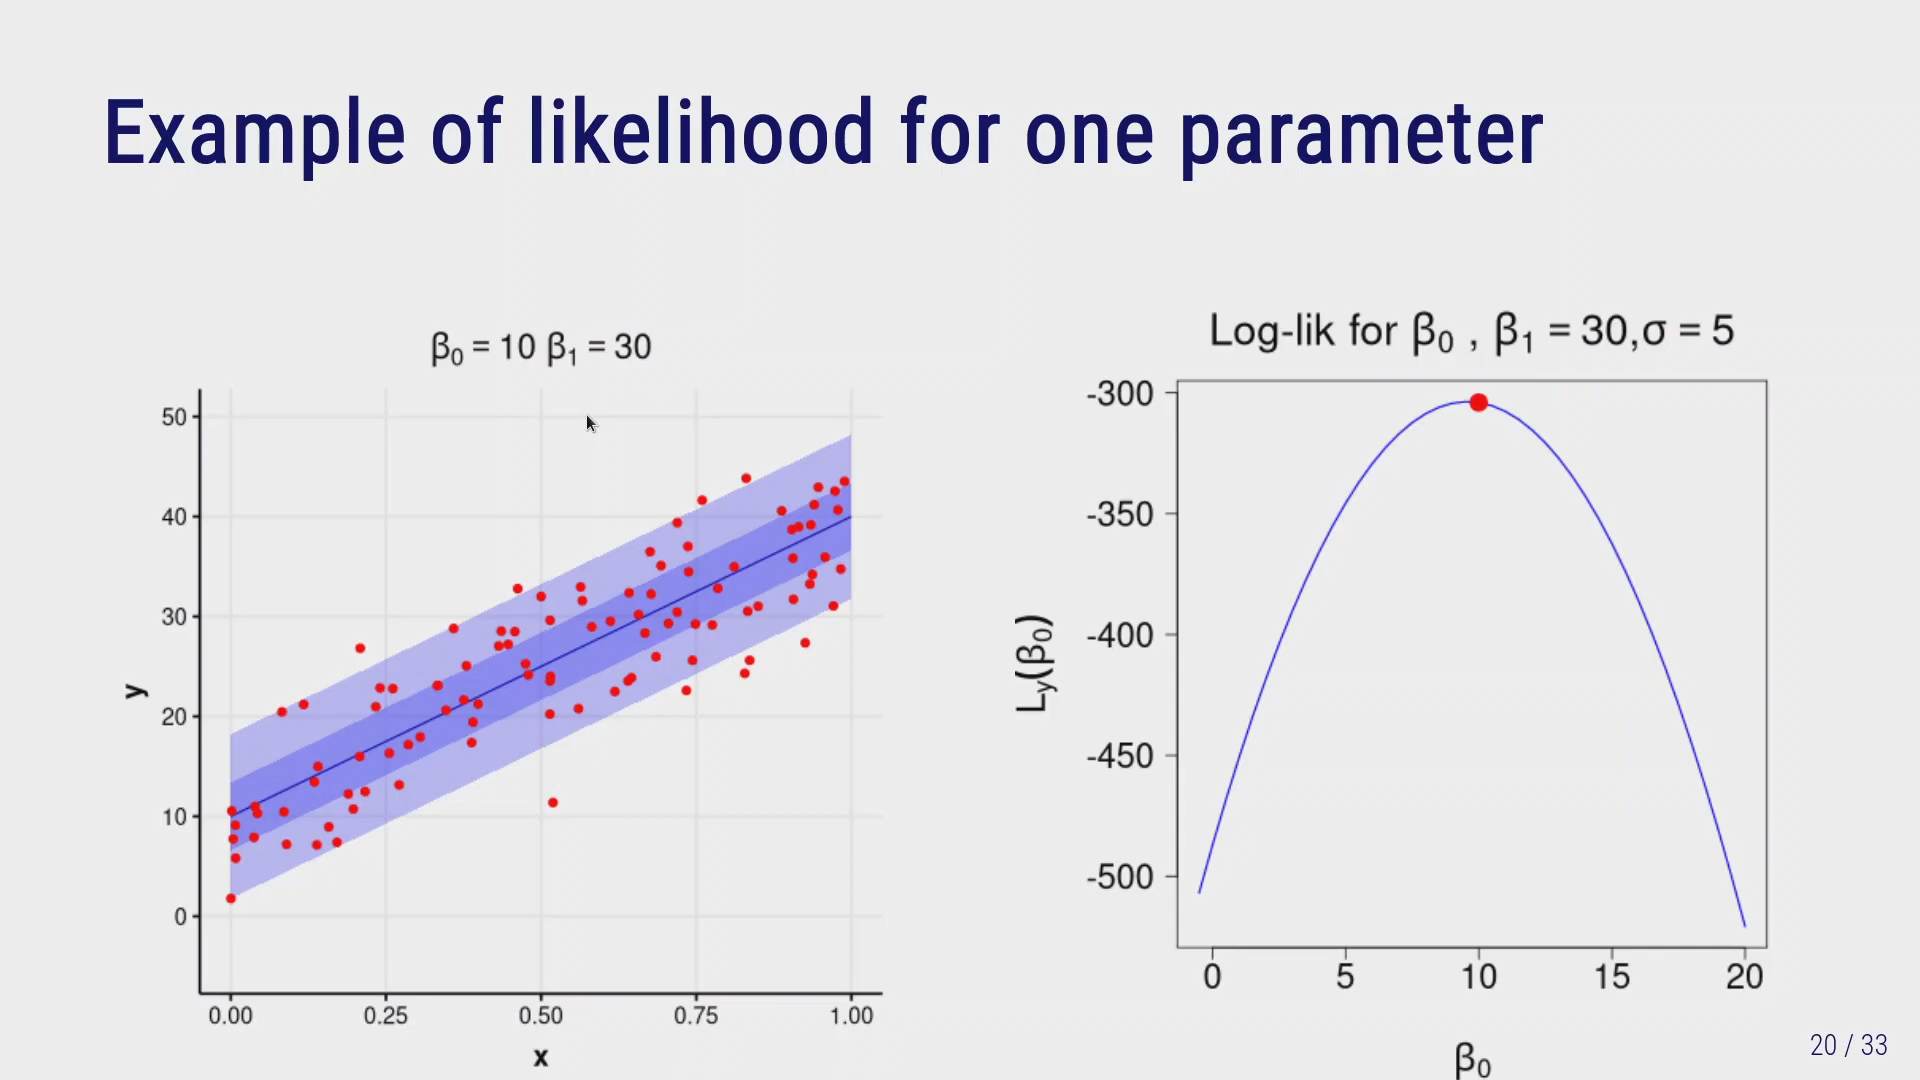 Example of likelihood for one parameter
β₀ = 10 β₁ = 30
50
40
30
20
10
0
y
0.00 0.25 0.50 0.75 1.00
x
Log-lik for β₀ , β₁ = 30,σ = 5
-300
-350
-400
-450
-500
Lᵧ(β₀)
0 5 10 15 20
β₀
20 / 33